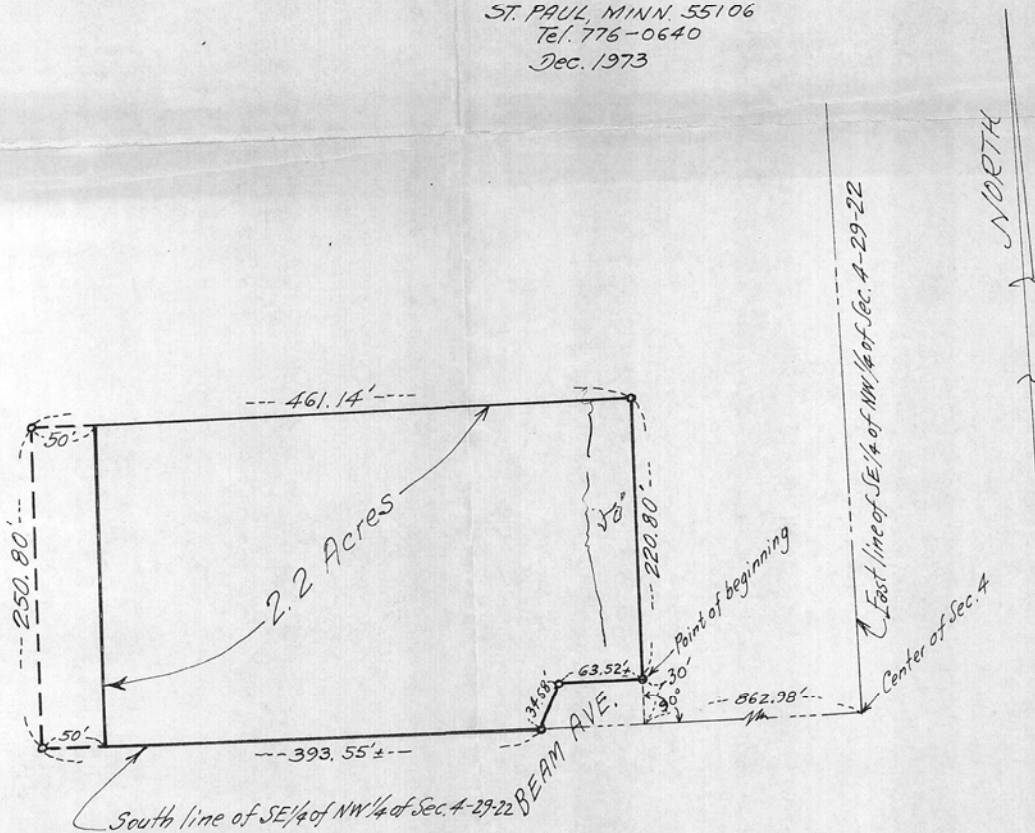 ST. PAUL, MINN. 55106
Tel. 776-0640
Dec. 1973
NORTH
East line of SE1/4 of NW1/4 of Sec. 4-29-22
--- 461.14' ---
50'
--- 250.80' ---
2.2 Acres
50'
--- 220.80' ---
Point of beginning
63.52'±
34.58'
30'
90°
--- 862.98' ---
Center of Sec. 4
50'
--- 393.55'± ---
BEAM AVE.
South line of SE1/4 of NW1/4 of Sec. 4-29-22